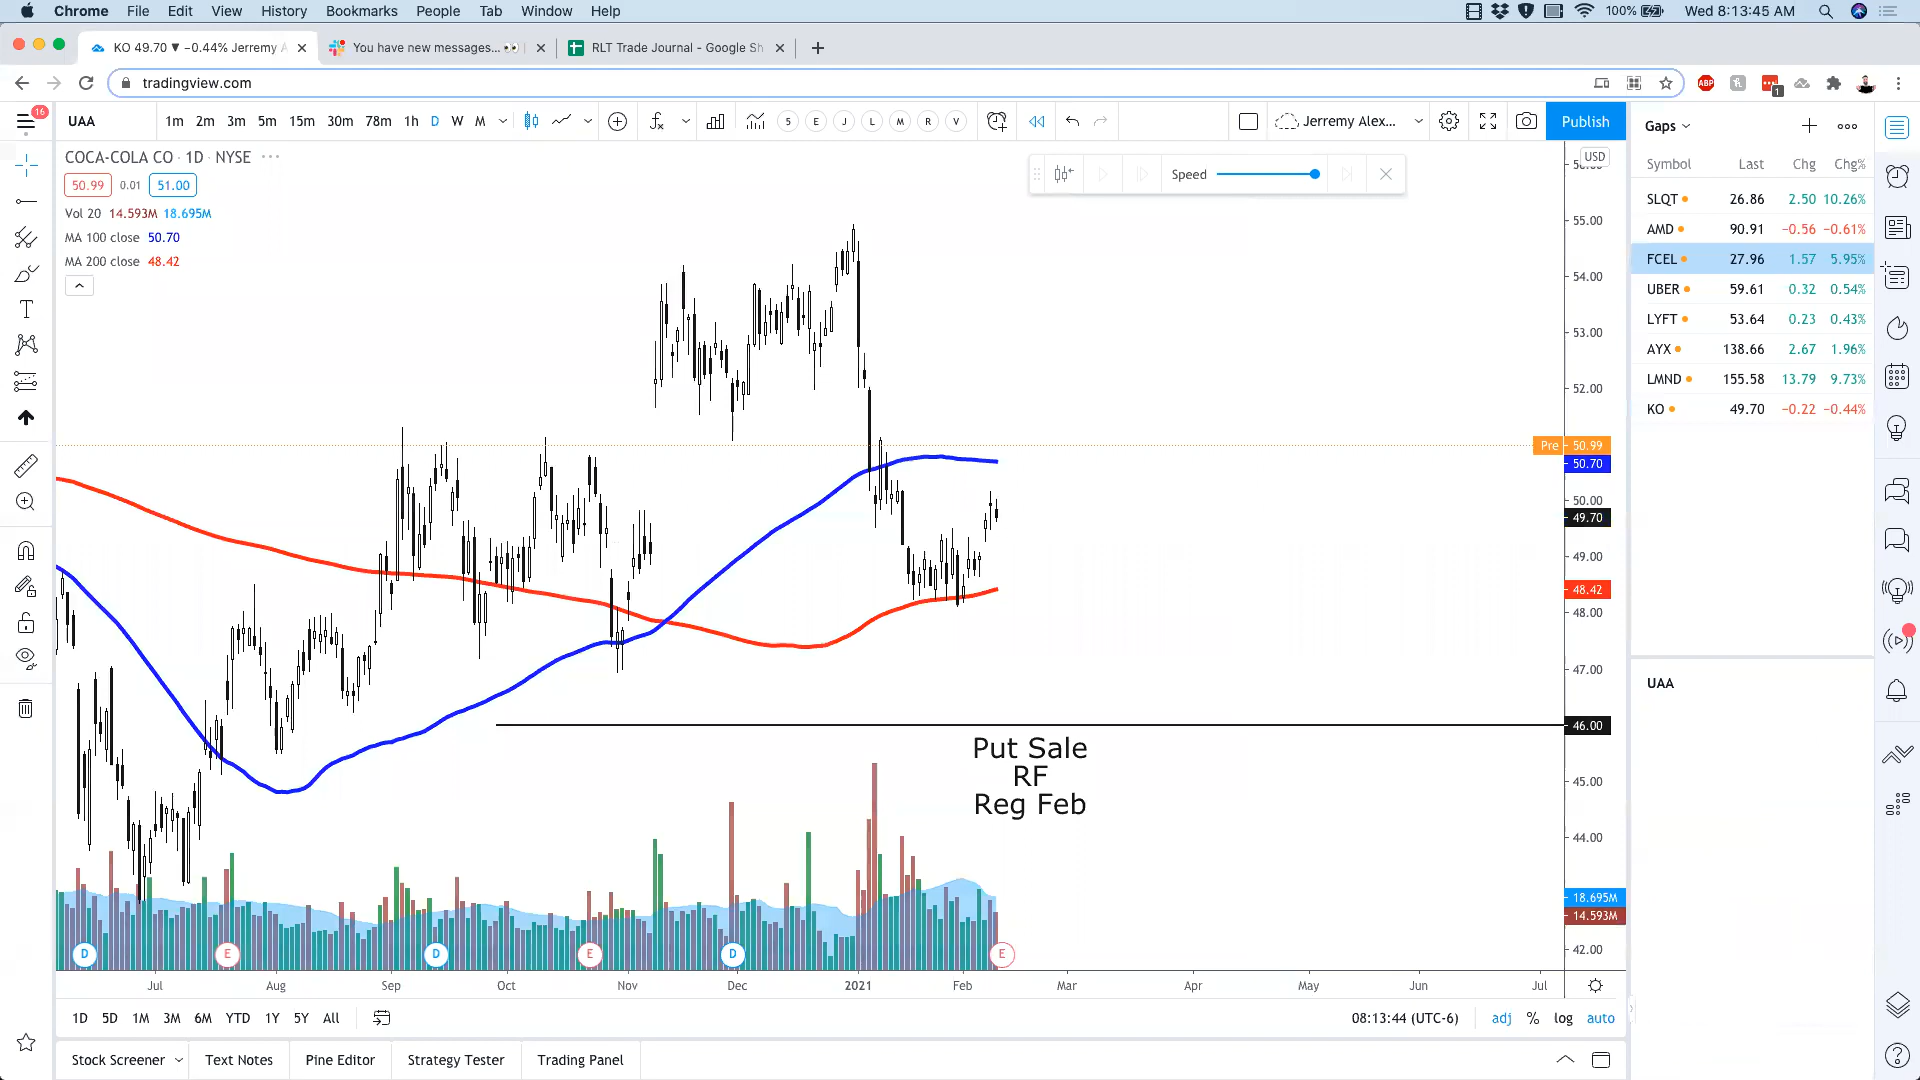 Chrome File Edit View History Bookmarks People Tab Window Help 100% Wed 8:13:45 AM
KO 49.70 ▼ −0.44% Jerremy A You have new messages... 👀 RLT Trade Journal - Google Sh
tradingview.com
ABP 1
16 UAA 1m 2m 3m 5m 15m 30m 78m 1h D W M S E J L M R V Jerremy Alex... Publish
Gaps
COCA-COLA CO · 1D · NYSE
USD
Speed
50.99 0.01 51.00
Vol 20 14.593M 18.695M
MA 100 close 50.70
MA 200 close 48.42
Symbol Last Chg Chg%
SLQT 26.86 2.50 10.26%
AMD 90.91 −0.56 −0.61%
FCEL 27.96 1.57 5.95%
UBER 59.61 0.32 0.54%
LYFT 53.64 0.23 0.43%
AYX 138.66 2.67 1.96%
LMND 155.58 13.79 9.73%
KO 49.70 −0.22 −0.44%
UAA
55.00
54.00
53.00
52.00
Pre 50.99
50.70
50.00
49.70
49.00
48.42
48.00
47.00
46.00
45.00
44.00
18.695M
14.593M
42.00
Put Sale
RF
Reg Feb
D E D E D E
Jul Aug Sep Oct Nov Dec 2021 Feb Mar Apr May Jun Jul
1D 5D 1M 3M 6M YTD 1Y 5Y All 08:13:44 (UTC-6) adj % log auto
Stock Screener Text Notes Pine Editor Strategy Tester Trading Panel